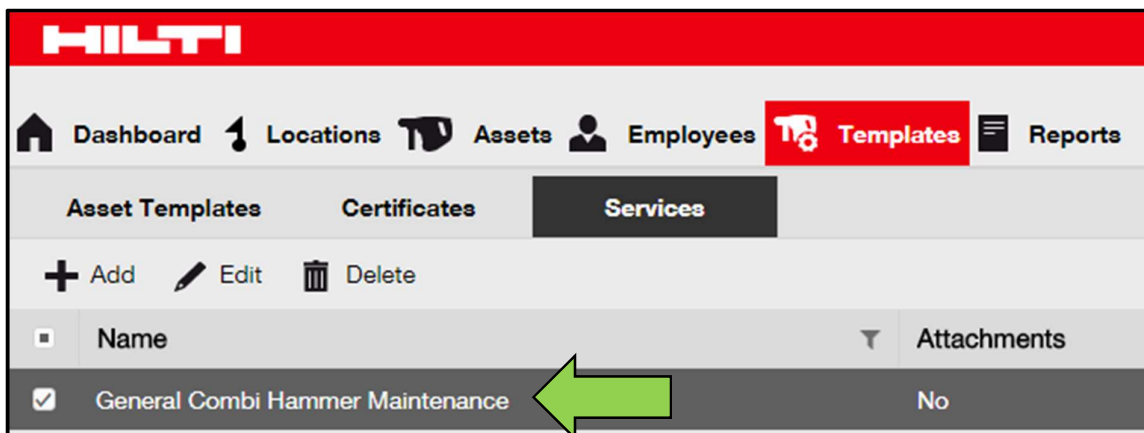 HILTI
Dashboard Locations Assets Employees Templates Reports
Asset Templates Certificates Services
Add Edit Delete
Name Attachments
General Combi Hammer Maintenance No